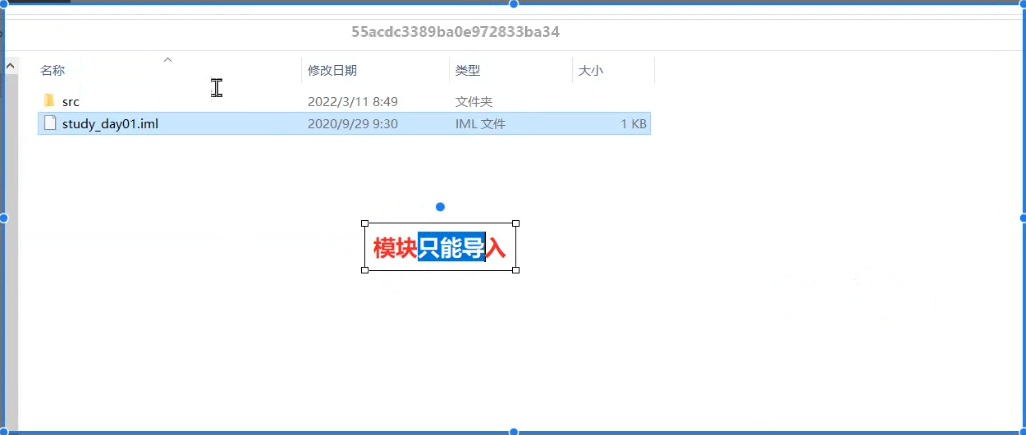 55acdc3389ba0e972833ba34
名称 修改日期 类型 大小
src 2022/3/11 8:49 文件夹
study_day01.iml 2020/9/29 9:30 IML 文件 1 KB
模块只能导入